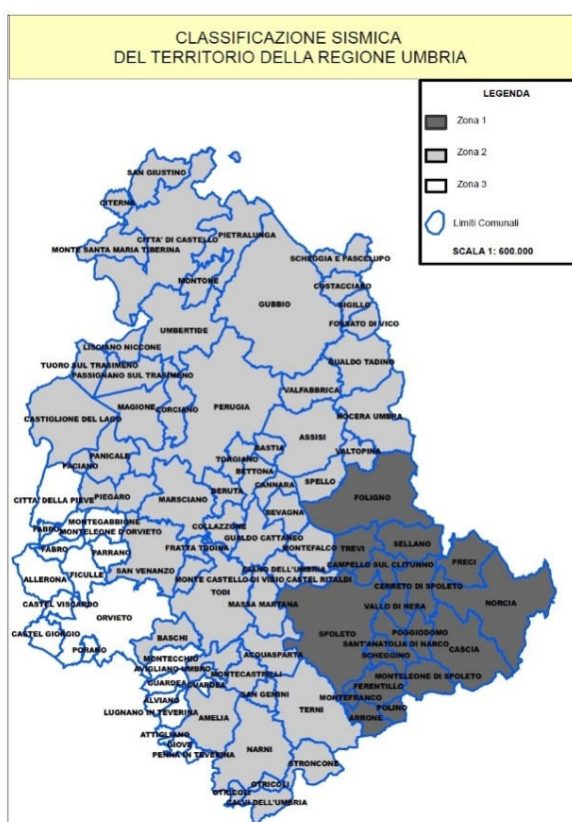 CLASSIFICAZIONE SISMICA
DEL TERRITORIO DELLA REGIONE UMBRIA
LEGENDA
Zona 1
Zona 2
Zona 3
Limiti Comunali
SCALA 1: 600.000
SAN GIUSTINO
CITERNA
CITTA' DI CASTELLO
PIETRALUNGA
MONTE SANTA MARIA TIBERINA
SCHEGGIA E PASCELUPO
MONTONE
COSTACCIARO
GUBBIO
SIGILLO
UMBERTIDE
FOSSATO DI VICO
LISCIANO NICCONE
GUALDO TADINO
TUORO SUL TRASIMENO
PASSIGNANO SUL TRASIMENO
VALFABBRICA
CASTIGLIONE DEL LAGO
MAGIONE
CORCIANO
PERUGIA
NOCERA UMBRA
ASSISI
BASTIA
VALTOPINA
PANICALE
TORGIANO
PACIANO
BETTONA
CANNARA
SPELLO
CITTA' DELLA PIEVE
PIEGARO
MARSCIANO
DERUTA
FOLIGNO
BEVAGNA
MONTEGABBIONE
COLLAZZONE
FABRO
MONTELEONE D'ORVIETO
GUALDO CATTANEO
SELLANO
FABRO
PARRANO
FRATTA TODINA
MONTEFALCO
TREVI
PRECI
ALLERONA
FICULLE
SAN VENANZO
GIANO DELL'UMBRIA
CAMPELLO SUL CLITUNNO
MONTE CASTELLO DI VIBIO
CASTEL RITALDI
CERRETO DI SPOLETO
TODI
NORCIA
CASTEL VISCARDO
ORVIETO
MASSA MARTANA
VALLO DI NERA
CASTEL GIORGIO
BASCHI
SPOLETO
POGGIODOMO
PORANO
SANT'ANATOLIA DI NARCO
CASCIA
MONTECCHIO
ACQUASPARTA
SCHEGGINO
AVIGLIANO UMBRO
MONTECASTRILLI
MONTELEONE DI SPOLETO
GUARDEA
GUARDEA
FERENTILLO
ALVIANO
SAN GEMINI
MONTEFRANCO
POLINO
LUGNANO IN TEVERINA
AMELIA
TERNI
ARRONE
ATTIGLIANO
GIOVE
NARNI
PENNA IN TEVERINA
STRONCONE
OTRICOLI
OTRICOLI
CALVI DELL'UMBRIA